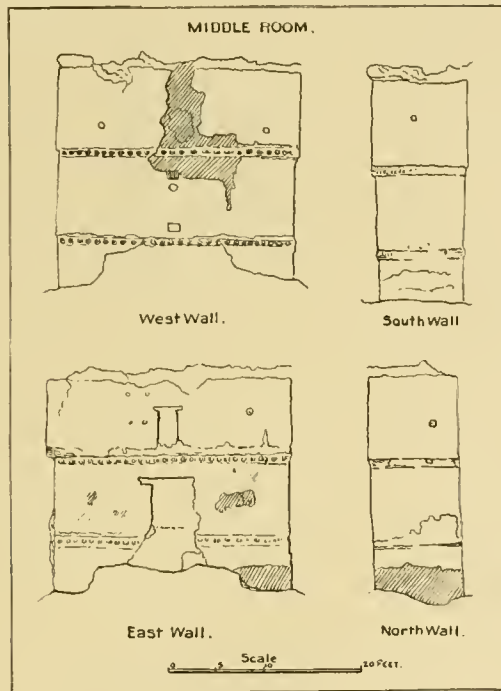 MIDDLE ROOM.
West Wall.
South Wall
East Wall.
North Wall.
Scale
0 5 10 20 FEET.